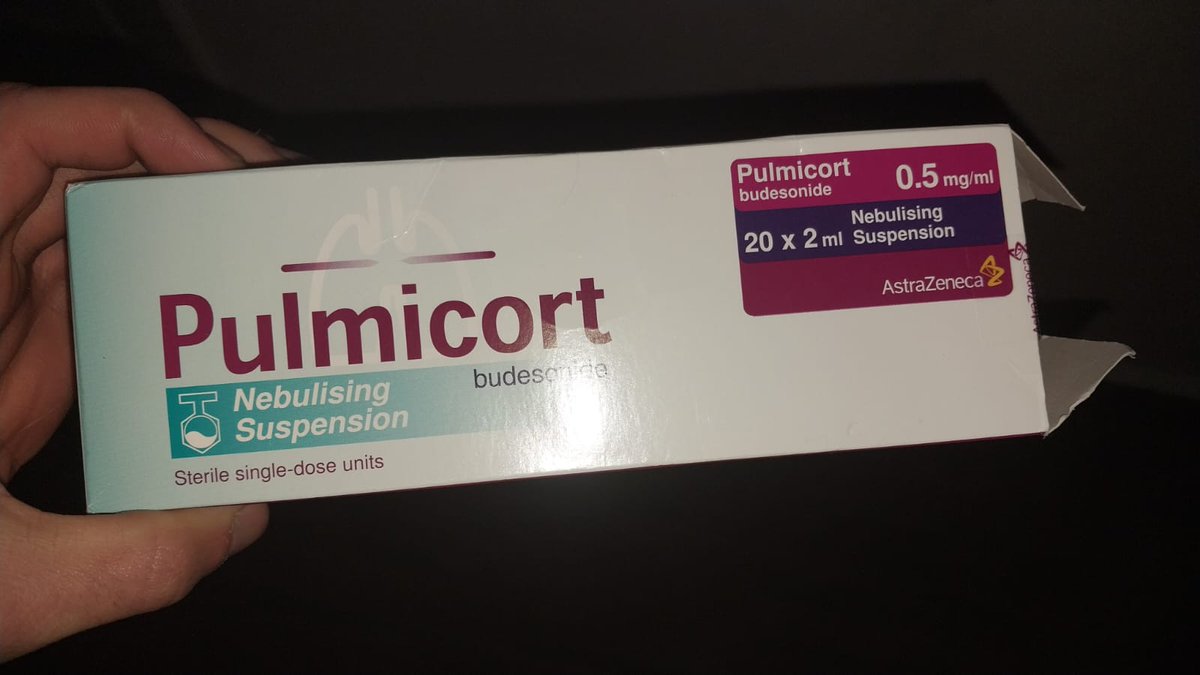 Pulmicort
budesonide
Nebulising
Suspension
Sterile single-dose units
Pulmicort 0.5 mg/ml
budesonide
20 x 2 ml Nebulising
Suspension
AstraZeneca
AstraZeneca